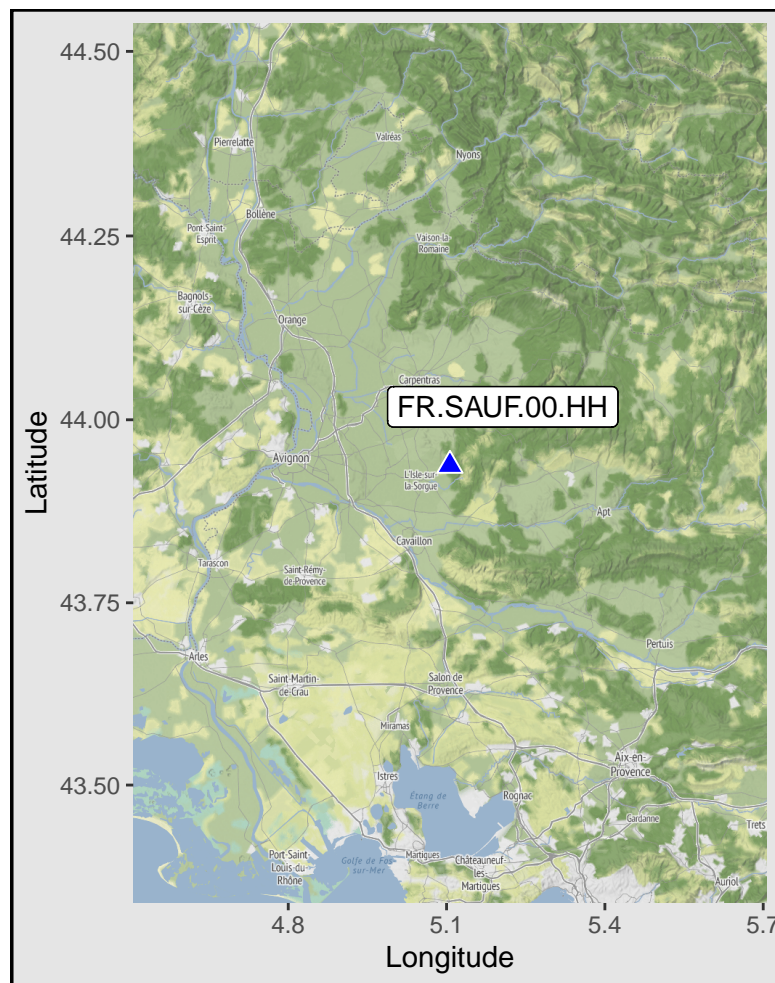 44.50
44.25
44.00
43.75
43.50
Latitude
4.8
5.1
5.4
5.7
Longitude
Pierrelatte
Valréas
Nyons
Bollène
Pont-Saint-
Esprit
Vaison-la-
Romaine
Bagnols-
sur-Cèze
Orange
Carpentras
FR.SAUF.00.HH
Avignon
L'Isle-sur-
la-Sorgue
Apt
Cavaillon
Tarascon
Saint-Rémy-
de-Provence
Pertuis
Arles
Saint-Martin-
de-Crau
Salon de
Provence
Miramas
Aix-en-
Provence
Istres
Étang de
Berre
Rognac
Gardanne
Trets
Port-Saint
Louis-du-
Rhône
Golfe de Fos-
sur-Mer
Martigues
Châteauneuf-
les-
Martigues
Auriol